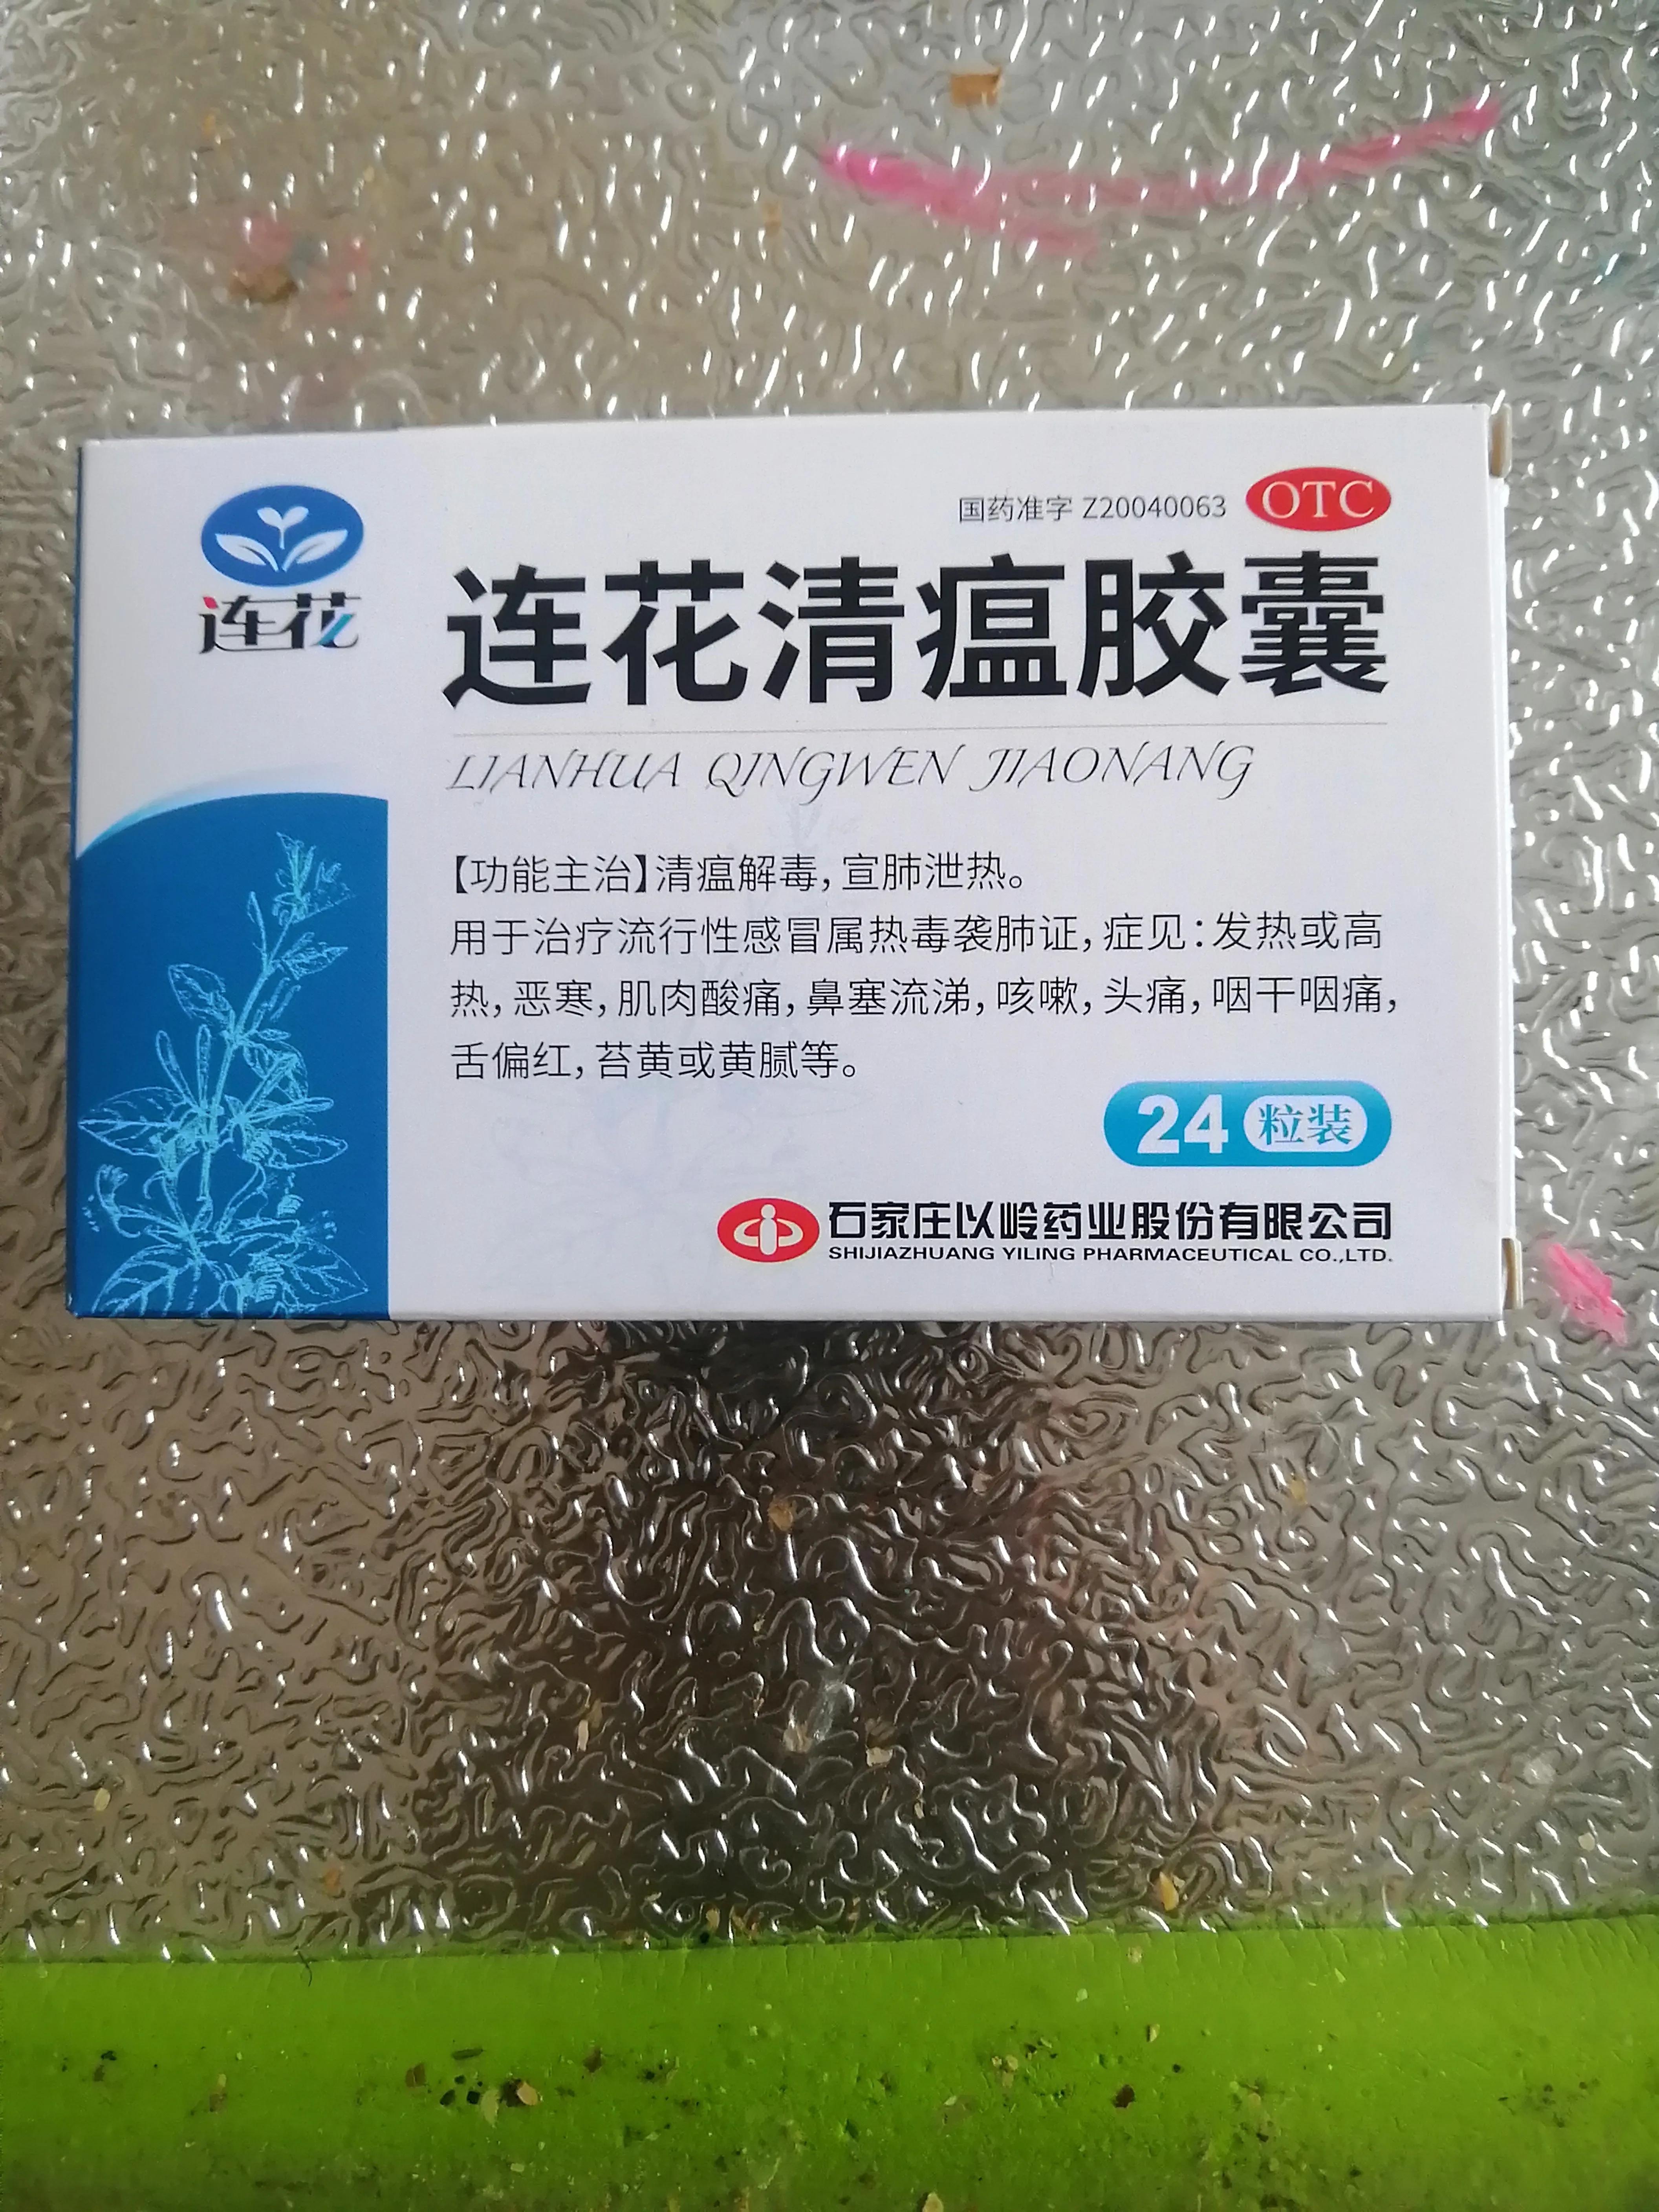 国药准字 Z20040063 OTC
连花
连花清瘟胶囊
LIANHUA QINGWEN JIAONANG
【功能主治】清瘟解毒,宣肺泄热。
用于治疗流行性感冒属热毒袭肺证,症见:发热或高
热,恶寒,肌肉酸痛,鼻塞流涕,咳嗽,头痛,咽干咽痛,
舌偏红,苔黄或黄腻等。
24 粒装
石家庄以岭药业股份有限公司
SHIJIAZHUANG YILING PHARMACEUTICAL CO.,LTD.